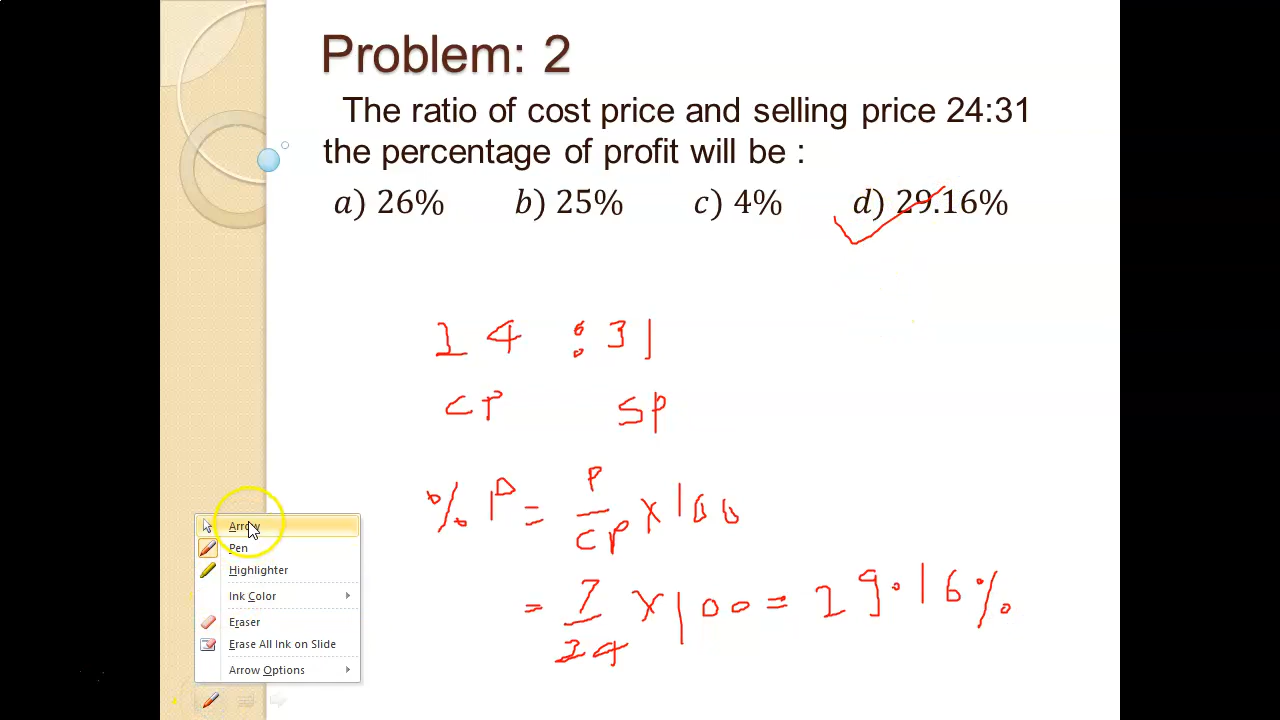 Problem: 2
The ratio of cost price and selling price 24:31
the percentage of profit will be :
a) 26% b) 25% c) 4% d) 29.16%
24 : 31
CP SP
% P = P/CP × 100
= 7/24 × 100 = 29.16%
Arrow
Pen
Highlighter
Ink Color
Eraser
Erase All Ink on Slide
Arrow Options